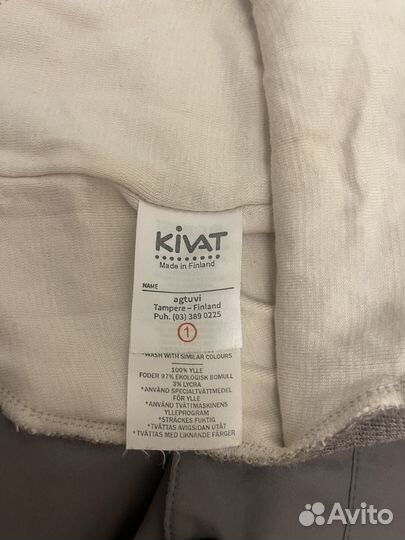 KiVAT
Made in Finland
NAME
agtuvi
Tampere – Finland
Puh. (03) 389 0225
1
*WASH WITH SIMILAR COLOURS
100% YLLE
FODER 97% EKOLOGISK BOMULL
3% LYCRA
*ANVÄND SPECIALTVÄTTMEDEL
FÖR YLLE
*ANVÄND TVÄTTMASKINENS
YLLEPROGRAM
*STRÄCKES FUKTIG
*TVÄTTAS AVIGSIDAN UTÅT
*TVÄTTAS MED LIKNANDE FÄRGER
Avito